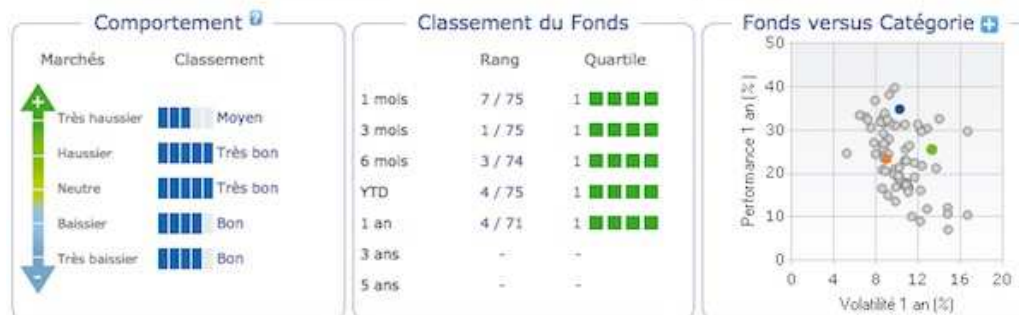 Comportement ?
Marchés Classement
+
Très haussier Moyen
Haussier Très bon
Neutre Très bon
Baissier Bon
Très baissier Bon
-
Classement du Fonds
Rang Quartile
1 mois 7 / 75 1
3 mois 1 / 75 1
6 mois 3 / 74 1
YTD 4 / 75 1
1 an 4 / 71 1
3 ans - -
5 ans - -
Fonds versus Catégorie +
Performance 1 an (%)
50
40
30
20
10
0
0 4 8 12 16 20
Volatilité 1 an (%)